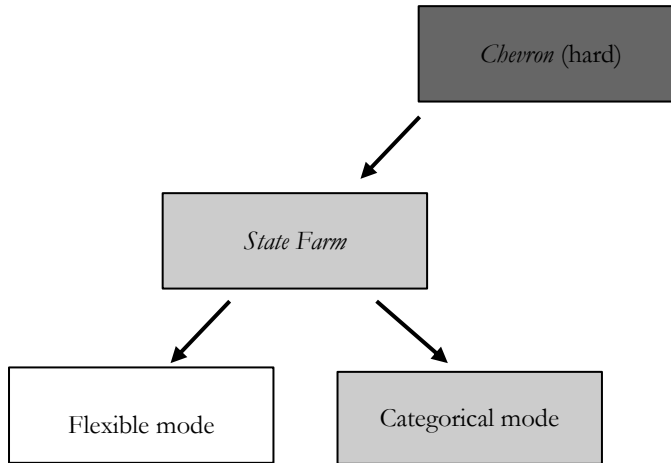 Chevron (hard)
State Farm
Flexible mode
Categorical mode